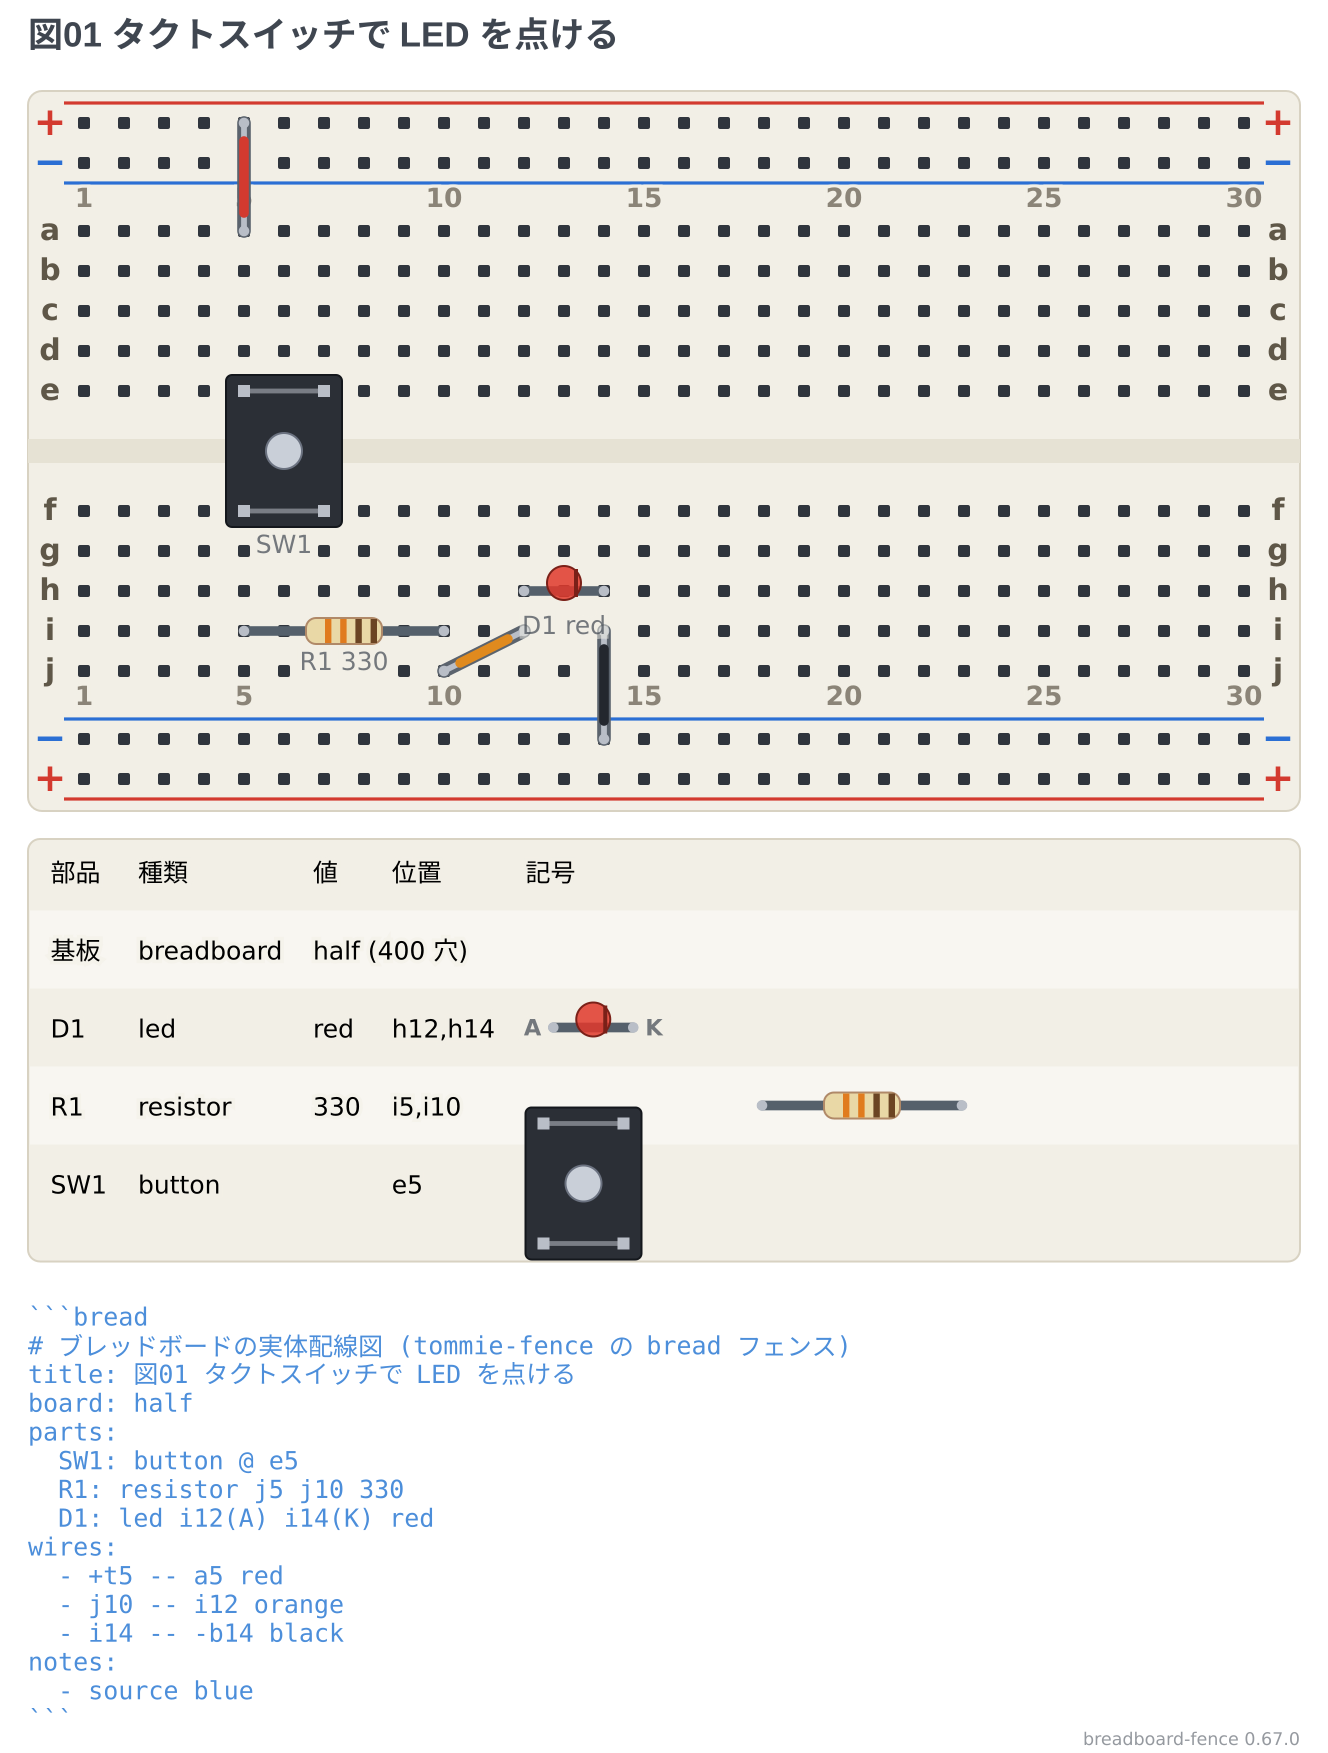 図01 タクトスイッチで LED を点ける
+ +
− −
1 10 15 20 25 30
a a
b b
c c
d d
e e
f f
g g
SW1
h h
i i
D1 red
R1 330
j j
1 5 10 15 20 25 30
− −
+ +
部品 種類 値 位置 記号
基板 breadboard half (400 穴)
D1 led red h12,h14 A K
R1 resistor 330 i5,i10
SW1 button e5
```bread
# ブレッドボードの実体配線図 (tommie-fence の bread フェンス)
title: 図01 タクトスイッチで LED を点ける
board: half
parts:
  SW1: button @ e5
  R1: resistor j5 j10 330
  D1: led i12(A) i14(K) red
wires:
  - +t5 -- a5 red
  - j10 -- i12 orange
  - i14 -- -b14 black
notes:
  - source blue
```
breadboard-fence 0.67.0